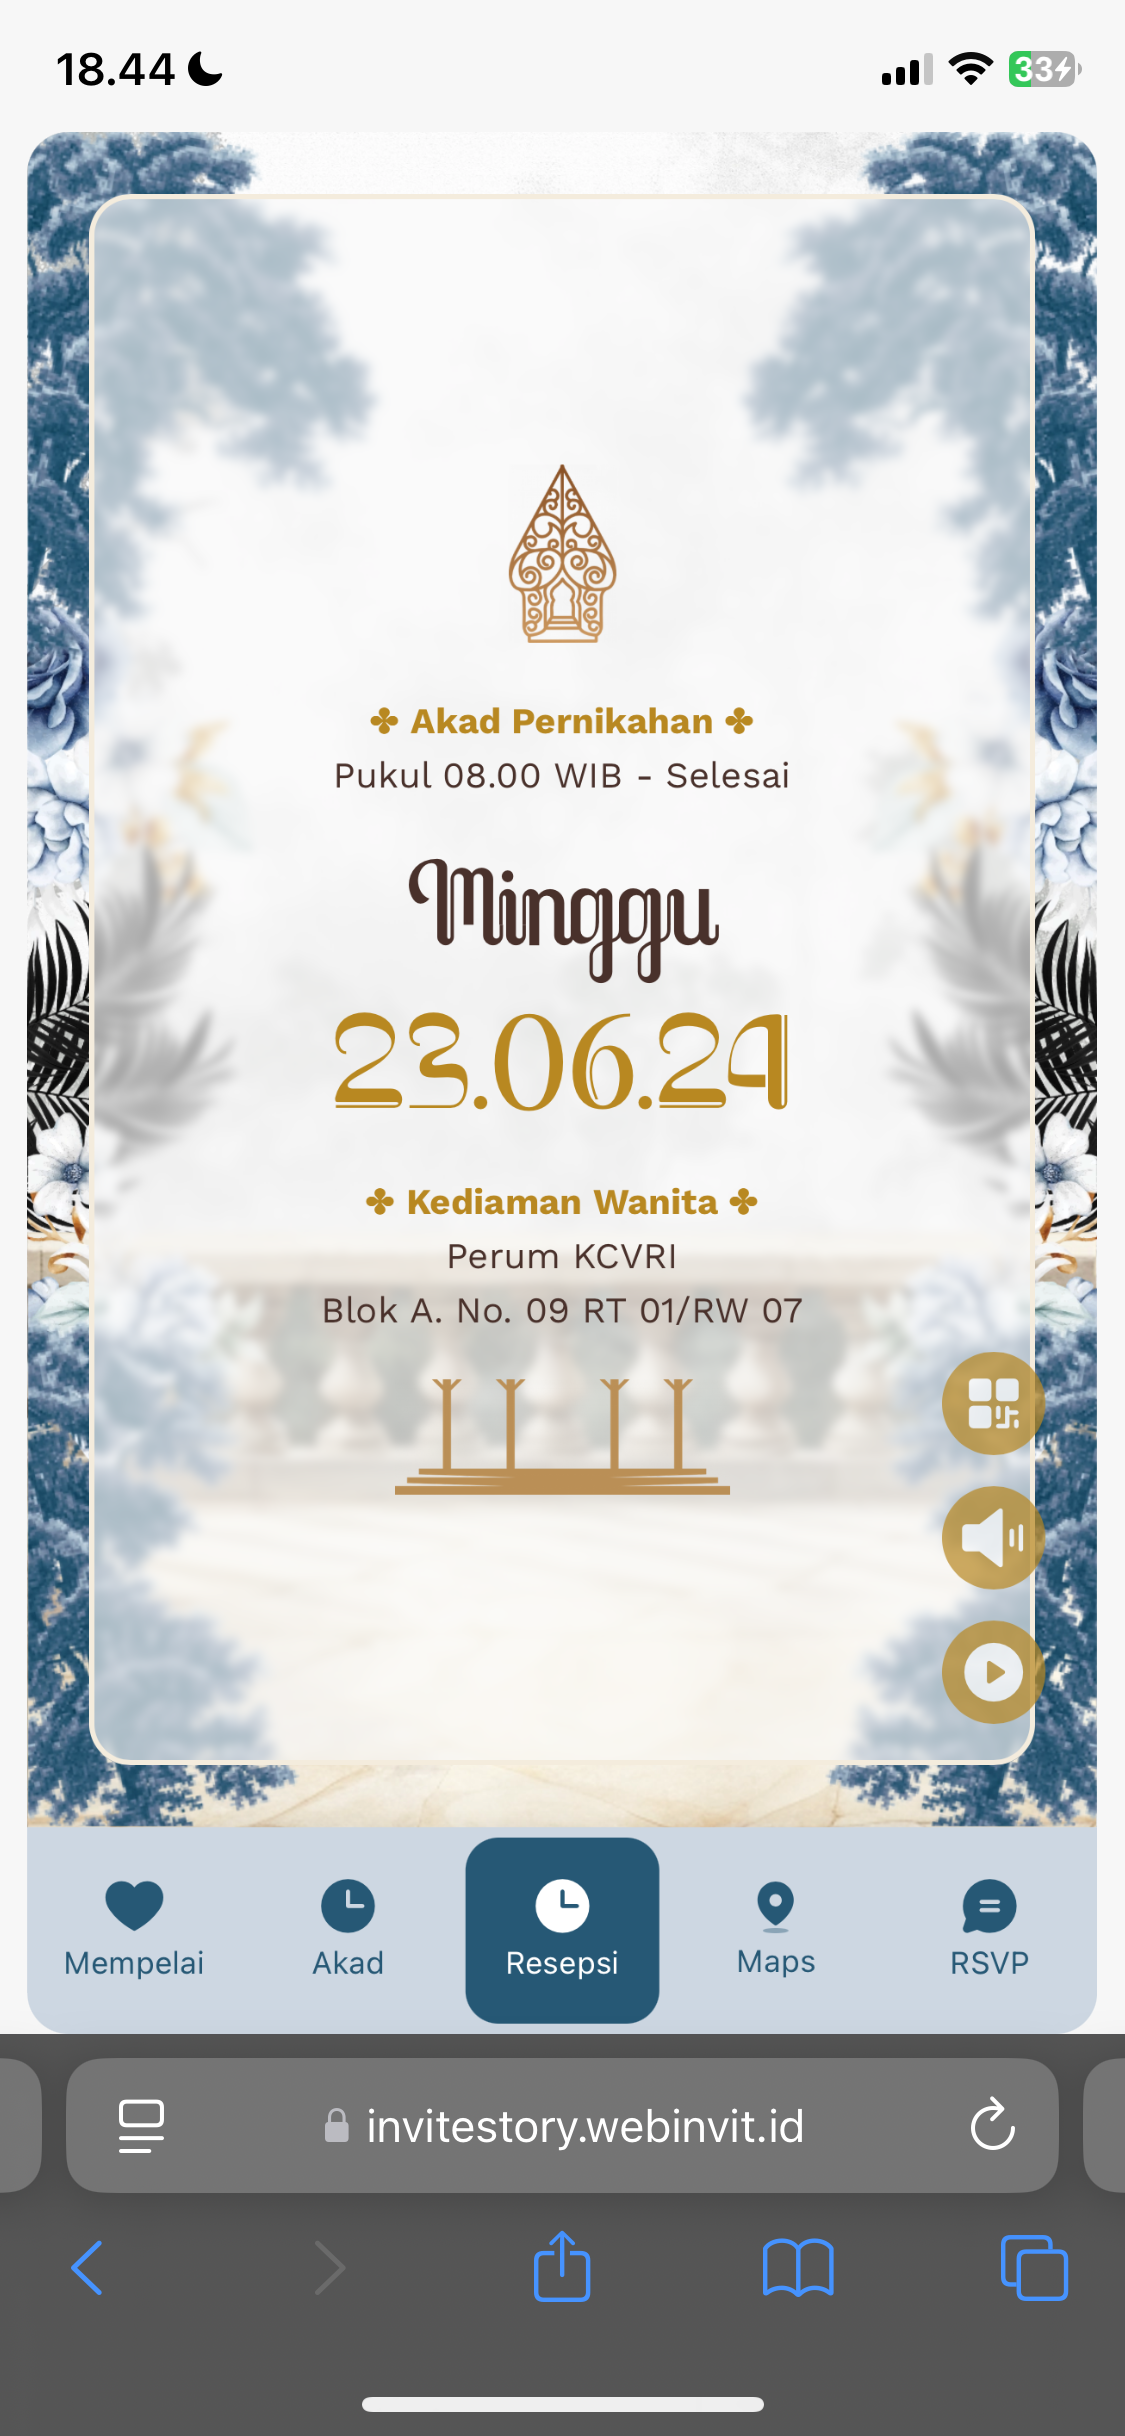 18.44
33
Akad Pernikahan
Pukul 08.00 WIB - Selesai
Minggu
23.06.24
Kediaman Wanita
Perum KCVRI
Blok A. No. 09 RT 01/RW 07
Mempelai
Akad
Resepsi
Maps
RSVP
invitestory.webinvit.id